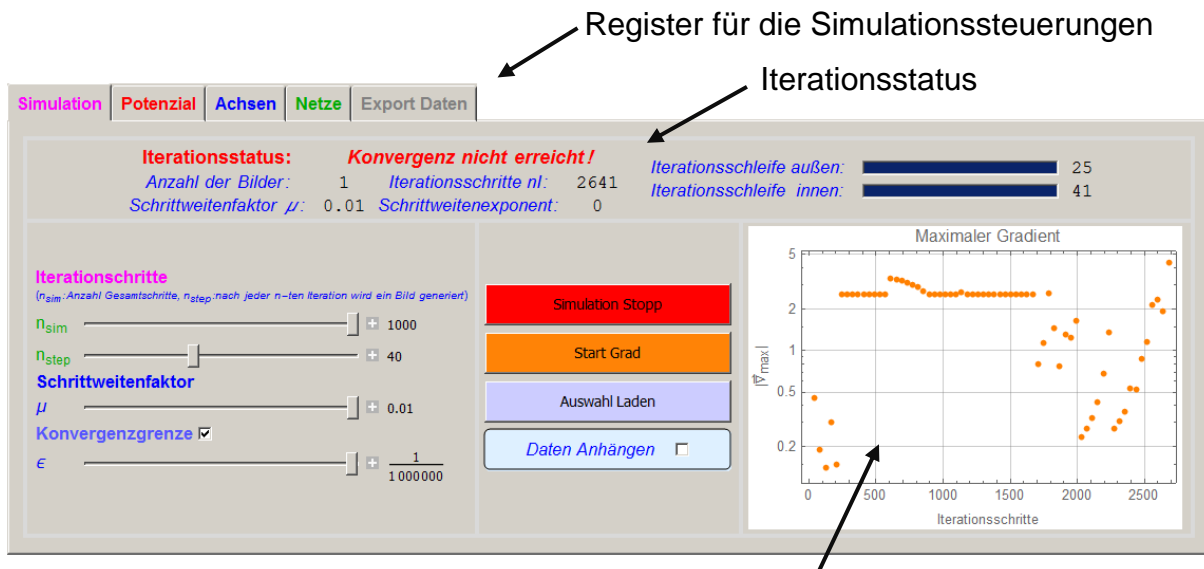 Register für die Simulationssteuerungen
Iterationsstatus
Simulation Potenzial Achsen Netze Export Daten
Iterationsstatus: Konvergenz nicht erreicht!
Anzahl der Bilder: 1 Iterationsschritte nI: 2641
Schrittweitenfaktor μ: 0.01 Schrittweitenexponent: 0
Iterationsschleife außen: 25
Iterationsschleife innen: 41
Iterationschritte
(nsim:Anzahl Gesamtschritte, nstep:nach jeder n-ten Iteration wird ein Bild generiert)
nsim 1000
nstep 40
Schrittweitenfaktor
μ 0.01
Konvergenzgrenze
ϵ 1/1000000
Simulation Stopp
Start Grad
Auswahl Laden
Daten Anhängen
Maximaler Gradient
5
2
1
0.5
0.2
|∇⃗max|
0 500 1000 1500 2000 2500
Iterationsschritte